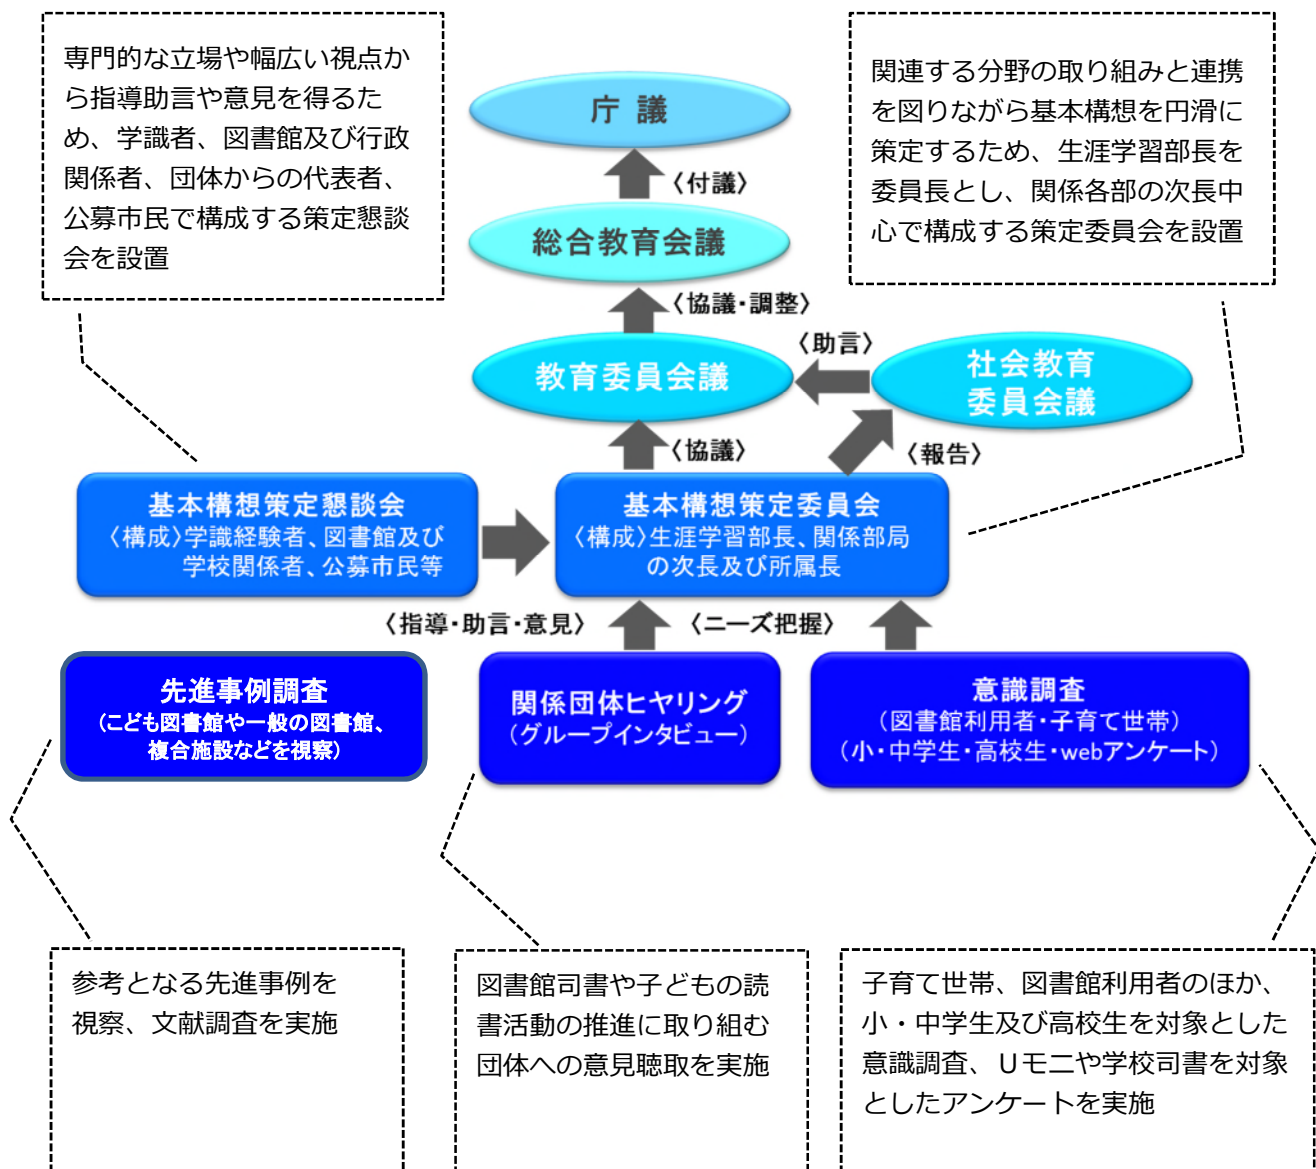 専門的な立場や幅広い視点か
ら指導助言や意見を得るた
め、学識者、図書館及び行政
関係者、団体からの代表者、
公募市民で構成する策定懇談
会を設置
関連する分野の取り組みと連携
を図りながら基本構想を円滑に
策定するため、生涯学習部長を
委員長とし、関係各部の次長中
心で構成する策定委員会を設置
庁 議
〈付議〉
総合教育会議
〈協議・調整〉
教育委員会議
〈助言〉
社会教育
委員会議
〈協議〉
〈報告〉
基本構想策定懇談会
〈構成〉学識経験者、図書館及び
学校関係者、公募市民等
基本構想策定委員会
〈構成〉生涯学習部長、関係部局
の次長及び所属長
〈指導・助言・意見〉
〈ニーズ把握〉
先進事例調査
(こども図書館や一般の図書館、
複合施設などを視察)
関係団体ヒヤリング
(グループインタビュー)
意識調査
(図書館利用者・子育て世帯)
(小・中学生・高校生・webアンケート)
参考となる先進事例を
視察、文献調査を実施
図書館司書や子どもの読
書活動の推進に取り組む
団体への意見聴取を実施
子育て世帯、図書館利用者のほか、
小・中学生及び高校生を対象とした
意識調査、Uモニや学校司書を対象
としたアンケートを実施